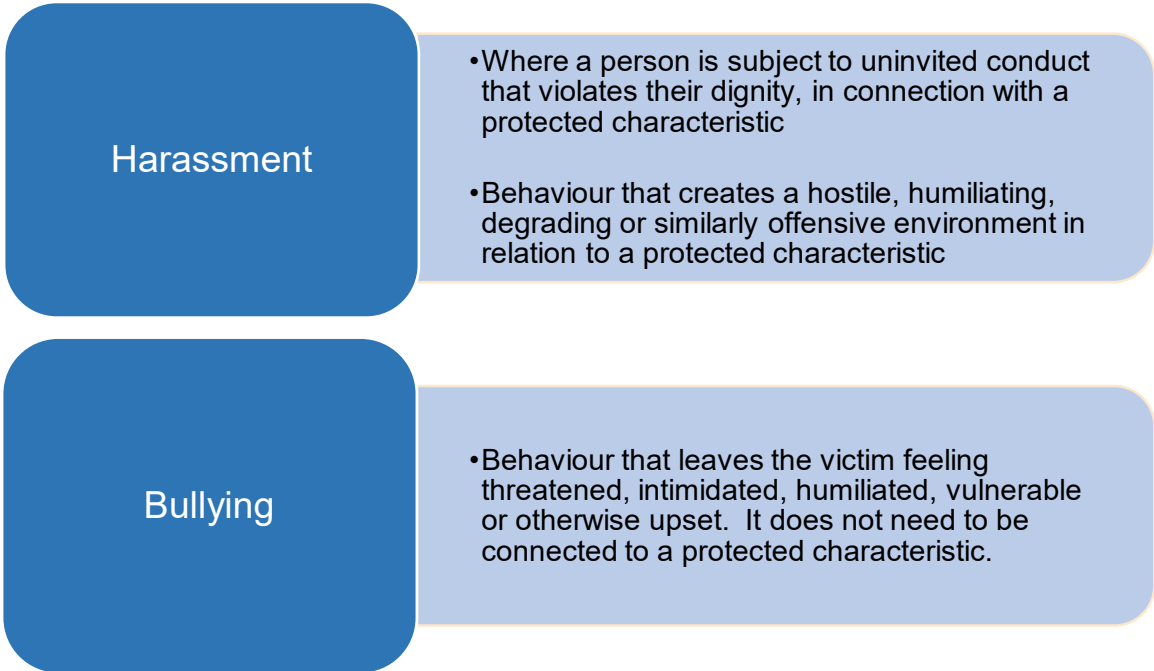 Harassment
•Where a person is subject to uninvited conduct
that violates their dignity, in connection with a
protected characteristic
•Behaviour that creates a hostile, humiliating,
degrading or similarly offensive environment in
relation to a protected characteristic
Bullying
•Behaviour that leaves the victim feeling
threatened, intimidated, humiliated, vulnerable
or otherwise upset.  It does not need to be
connected to a protected characteristic.